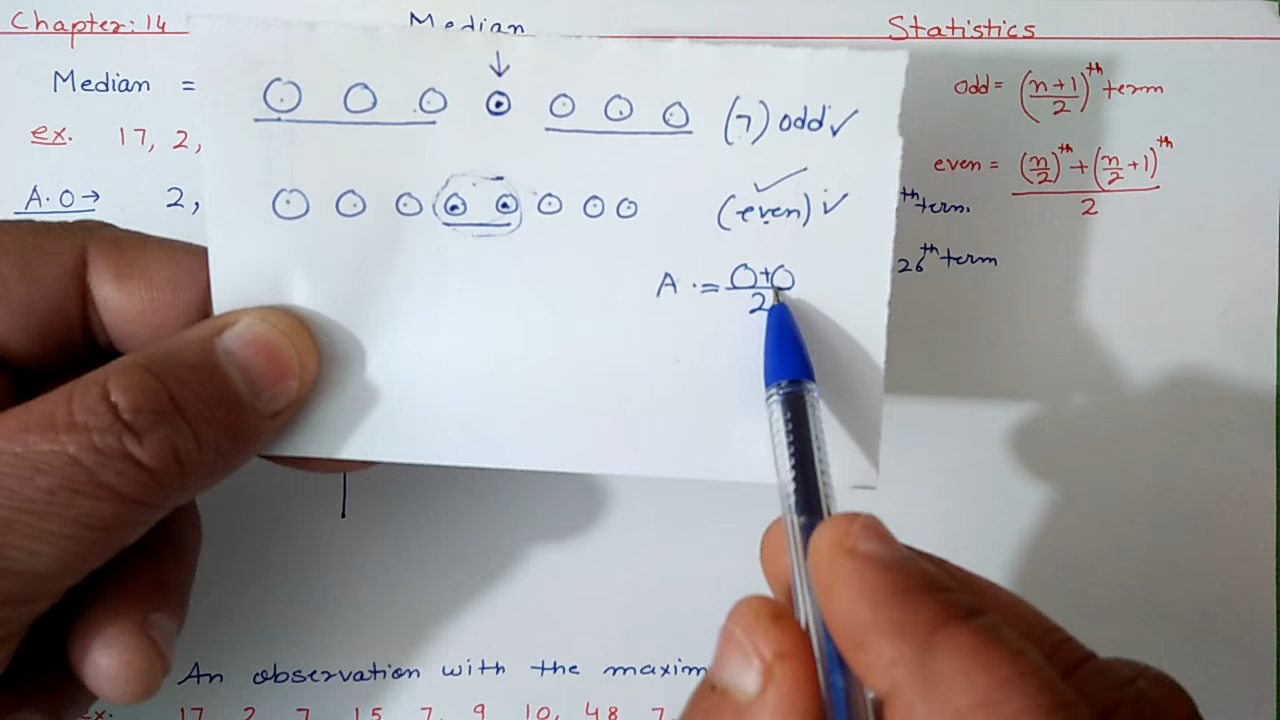 Chapter: 14 Median Statistics
Median =
ex. 17, 2,
A.O → 2,
↓
(7) odd ✓
(even) ✓
A. = O+O/2
odd = (n+1/2)th term
even = (n/2)th + (n/2 + 1)th / 2
th term.
26th term
An observation with the maxim
ex: 17 2 7 15 7, 9 10, 48 7.